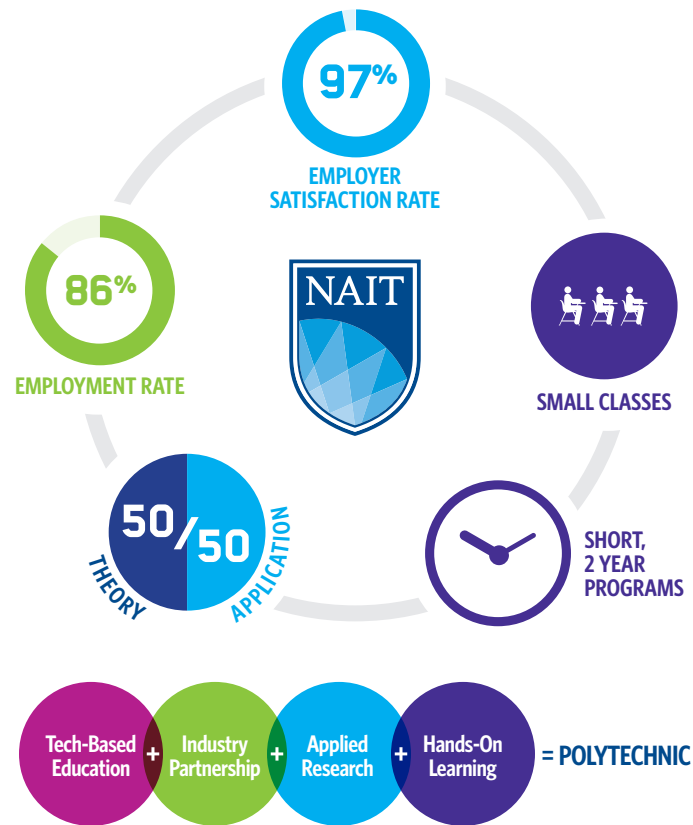 97%
EMPLOYER
SATISFACTION RATE
86%
EMPLOYMENT RATE
NAIT
SMALL CLASSES
50/50
THEORY
APPLICATION
SHORT,
2 YEAR
PROGRAMS
Tech-Based
Education
+
Industry
Partnership
+
Applied
Research
+
Hands-On
Learning
= POLYTECHNIC